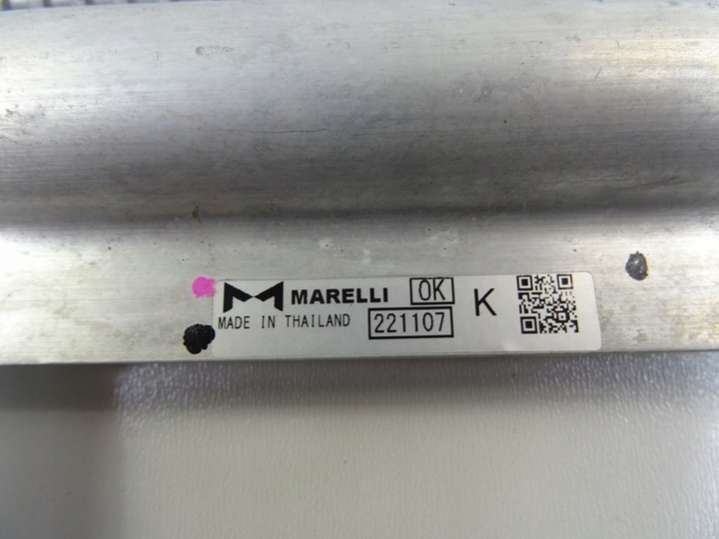 MARELLI OK K
MADE IN THAILAND 221107